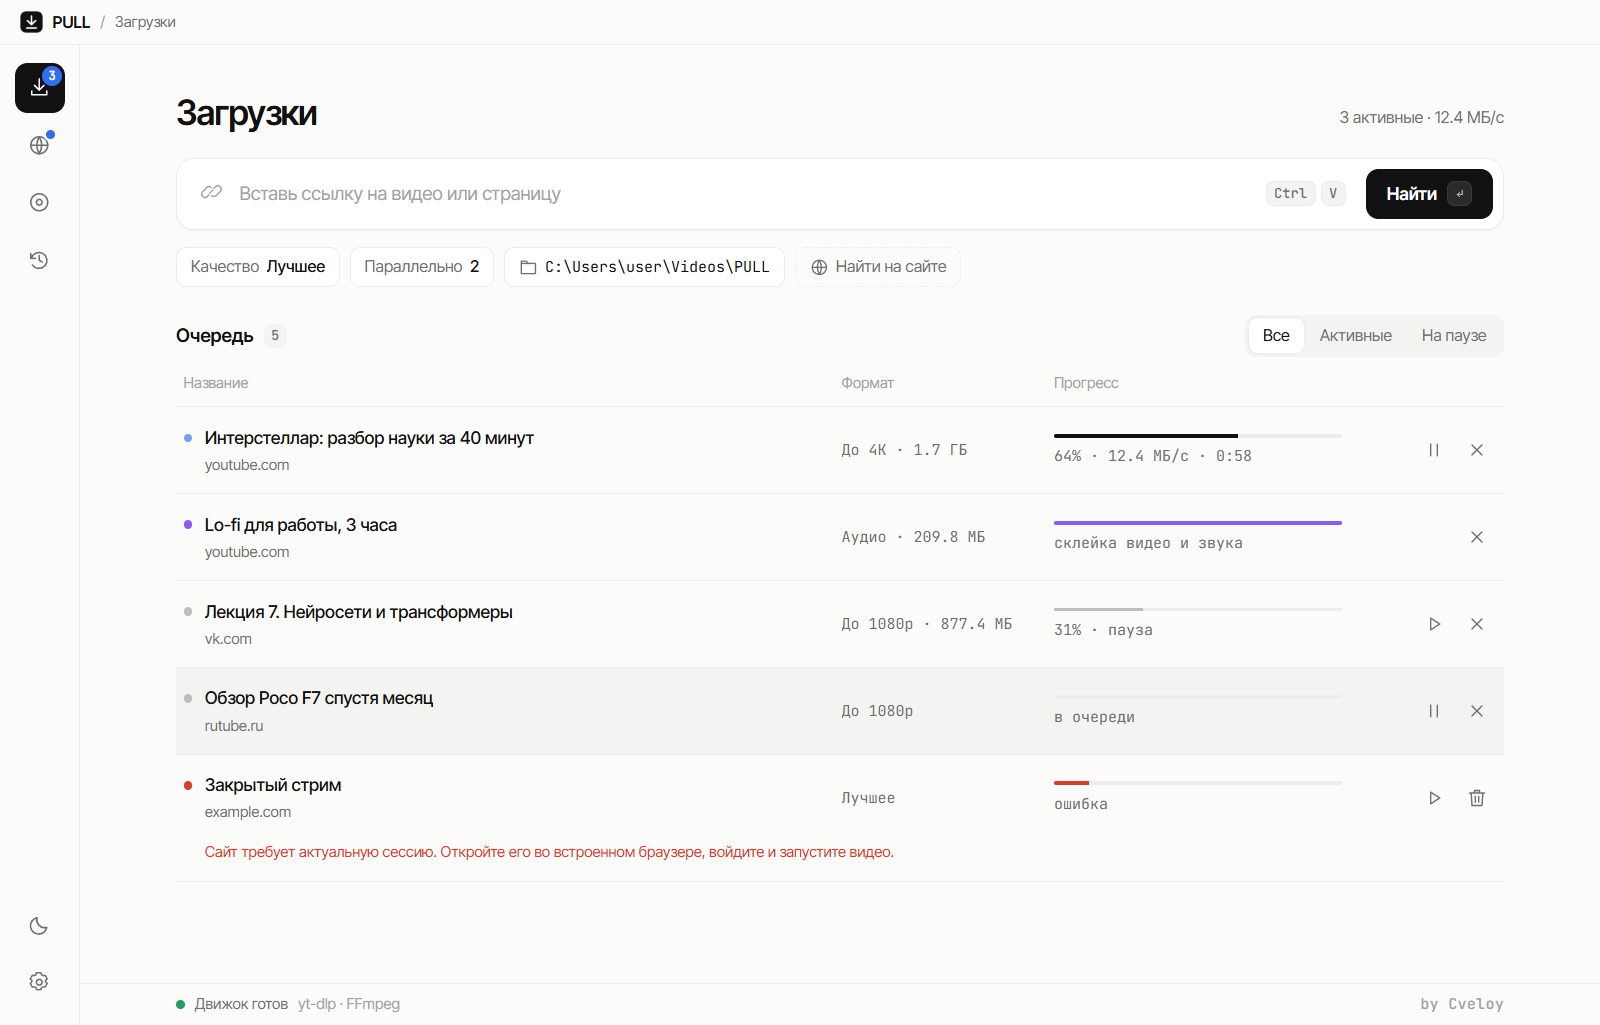 PULL / Загрузки
3
Загрузки
3 активные · 12.4 МБ/с
Вставь ссылку на видео или страницу
Ctrl V
Найти ↵
Качество Лучшее
Параллельно 2
C:\Users\user\Videos\PULL
Найти на сайте
Очередь 5
Все Активные На паузе
Название Формат Прогресс
Интерстеллар: разбор науки за 40 минут
youtube.com
До 4K · 1.7 ГБ
64% · 12.4 МБ/с · 0:58
Lo-fi для работы, 3 часа
youtube.com
Аудио · 209.8 МБ
склейка видео и звука
Лекция 7. Нейросети и трансформеры
vk.com
До 1080p · 877.4 МБ
31% · пауза
Обзор Poco F7 спустя месяц
rutube.ru
До 1080p
в очереди
Закрытый стрим
example.com
Лучшее
ошибка
Сайт требует актуальную сессию. Откройте его во встроенном браузере, войдите и запустите видео.
Движок готов yt-dlp · FFmpeg
by Cveloy